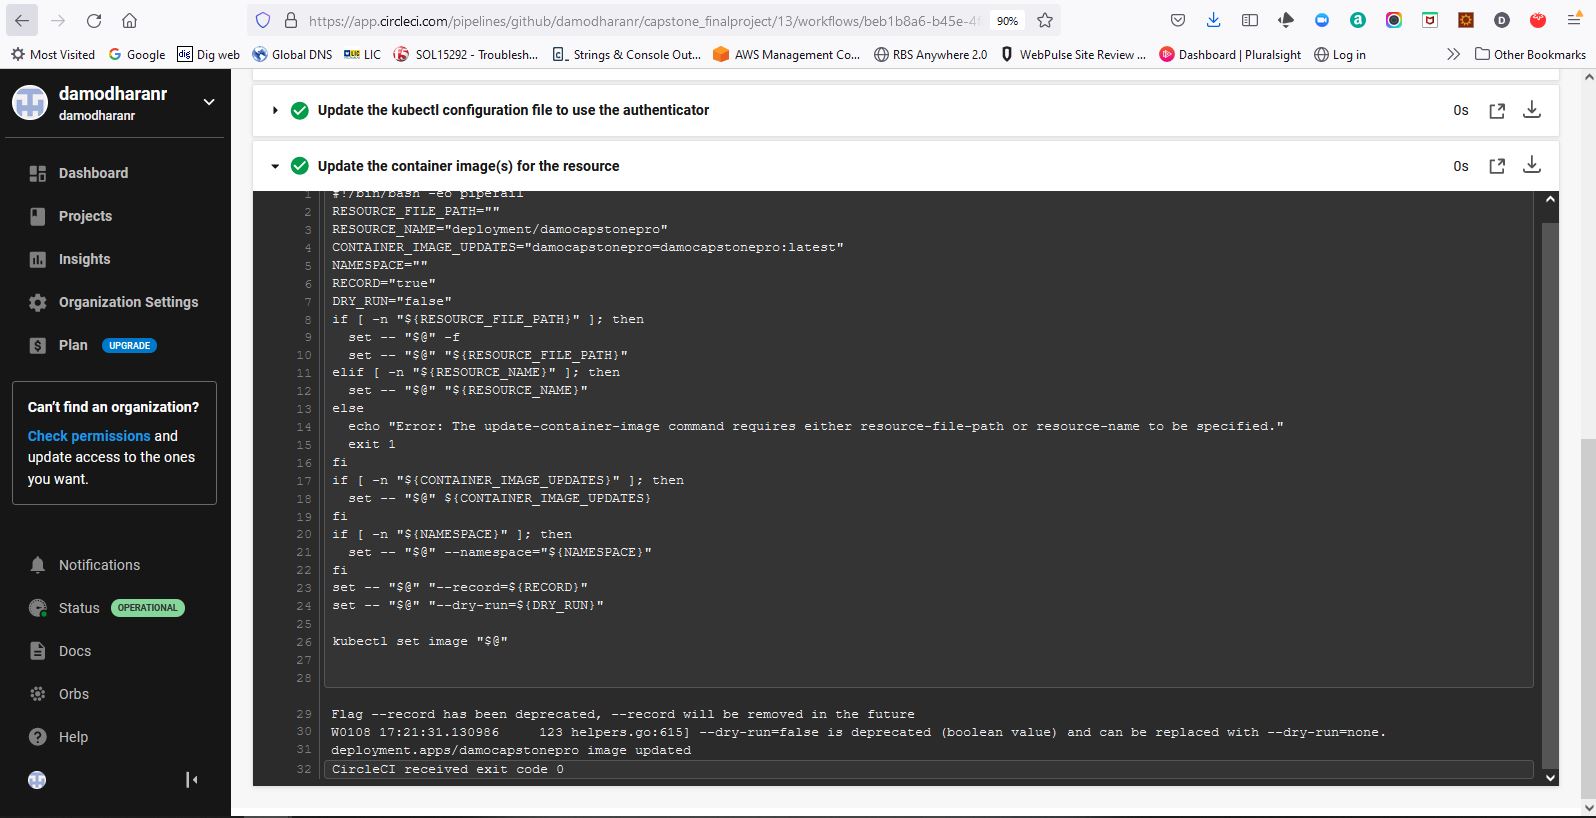 https://app.circleci.com/pipelines/github/damodharanr/capstone_finalproject/13/workflows/beb1b8a6-b45e-4
90%
Most Visited
Google
Dig web
Global DNS
LIC
SOL15292 - Troublesh...
Strings & Console Out...
AWS Management Co...
RBS Anywhere 2.0
WebPulse Site Review ...
Dashboard | Pluralsight
Log in
Other Bookmarks
damodharanr
damodharanr
Dashboard
Projects
Insights
Organization Settings
Plan UPGRADE
Can't find an organization?
Check permissions and
update access to the ones
you want.
Notifications
Status OPERATIONAL
Docs
Orbs
Help
Update the kubectl configuration file to use the authenticator 0s
Update the container image(s) for the resource 0s
1 #!/bin/bash -eo pipefail
2 RESOURCE_FILE_PATH=""
3 RESOURCE_NAME="deployment/damocapstonepro"
4 CONTAINER_IMAGE_UPDATES="damocapstonepro=damocapstonepro:latest"
5 NAMESPACE=""
6 RECORD="true"
7 DRY_RUN="false"
8 if [ -n "${RESOURCE_FILE_PATH}" ]; then
9 set -- "$@" -f
10 set -- "$@" "${RESOURCE_FILE_PATH}"
11 elif [ -n "${RESOURCE_NAME}" ]; then
12 set -- "$@" "${RESOURCE_NAME}"
13 else
14 echo "Error: The update-container-image command requires either resource-file-path or resource-name to be specified."
15 exit 1
16 fi
17 if [ -n "${CONTAINER_IMAGE_UPDATES}" ]; then
18 set -- "$@" ${CONTAINER_IMAGE_UPDATES}
19 fi
20 if [ -n "${NAMESPACE}" ]; then
21 set -- "$@" --namespace="${NAMESPACE}"
22 fi
23 set -- "$@" "--record=${RECORD}"
24 set -- "$@" "--dry-run=${DRY_RUN}"
25
26 kubectl set image "$@"
27
28
29 Flag --record has been deprecated, --record will be removed in the future
30 W0108 17:21:31.130986 123 helpers.go:615] --dry-run=false is deprecated (boolean value) and can be replaced with --dry-run=none.
31 deployment.apps/damocapstonepro image updated
32 CircleCI received exit code 0